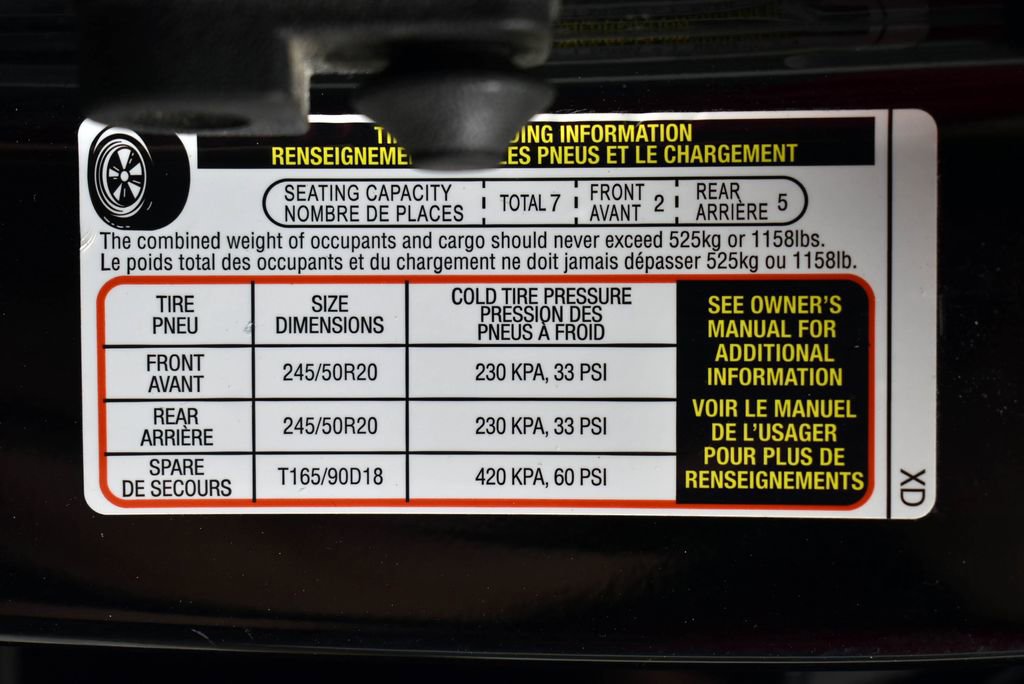 ING INFORMATION
ES PNEUS ET LE CHARGEMENT
SEATING CAPACITY
NOMBRE DE PLACES
TOTAL 7
FRONT
AVANT 2
REAR
ARRIÈRE 5
The combined weight of occupants and cargo should never exceed 525kg or 1158lbs.
Le poids total des occupants et du chargement ne doit jamais dépasser 525kg ou 1158lb.
TIRE
PNEU
SIZE
DIMENSIONS
COLD TIRE PRESSURE
PRESSION DES
PNEUS À FROID
FRONT
AVANT
245/50R20
230 KPA, 33 PSI
REAR
ARRIÈRE
245/50R20
230 KPA, 33 PSI
SPARE
DE SECOURS
T165/90D18
420 KPA, 60 PSI
SEE OWNER'S
MANUAL FOR
ADDITIONAL
INFORMATION
VOIR LE MANUEL
DE L'USAGER
POUR PLUS DE
RENSEIGNEMENTS
XD